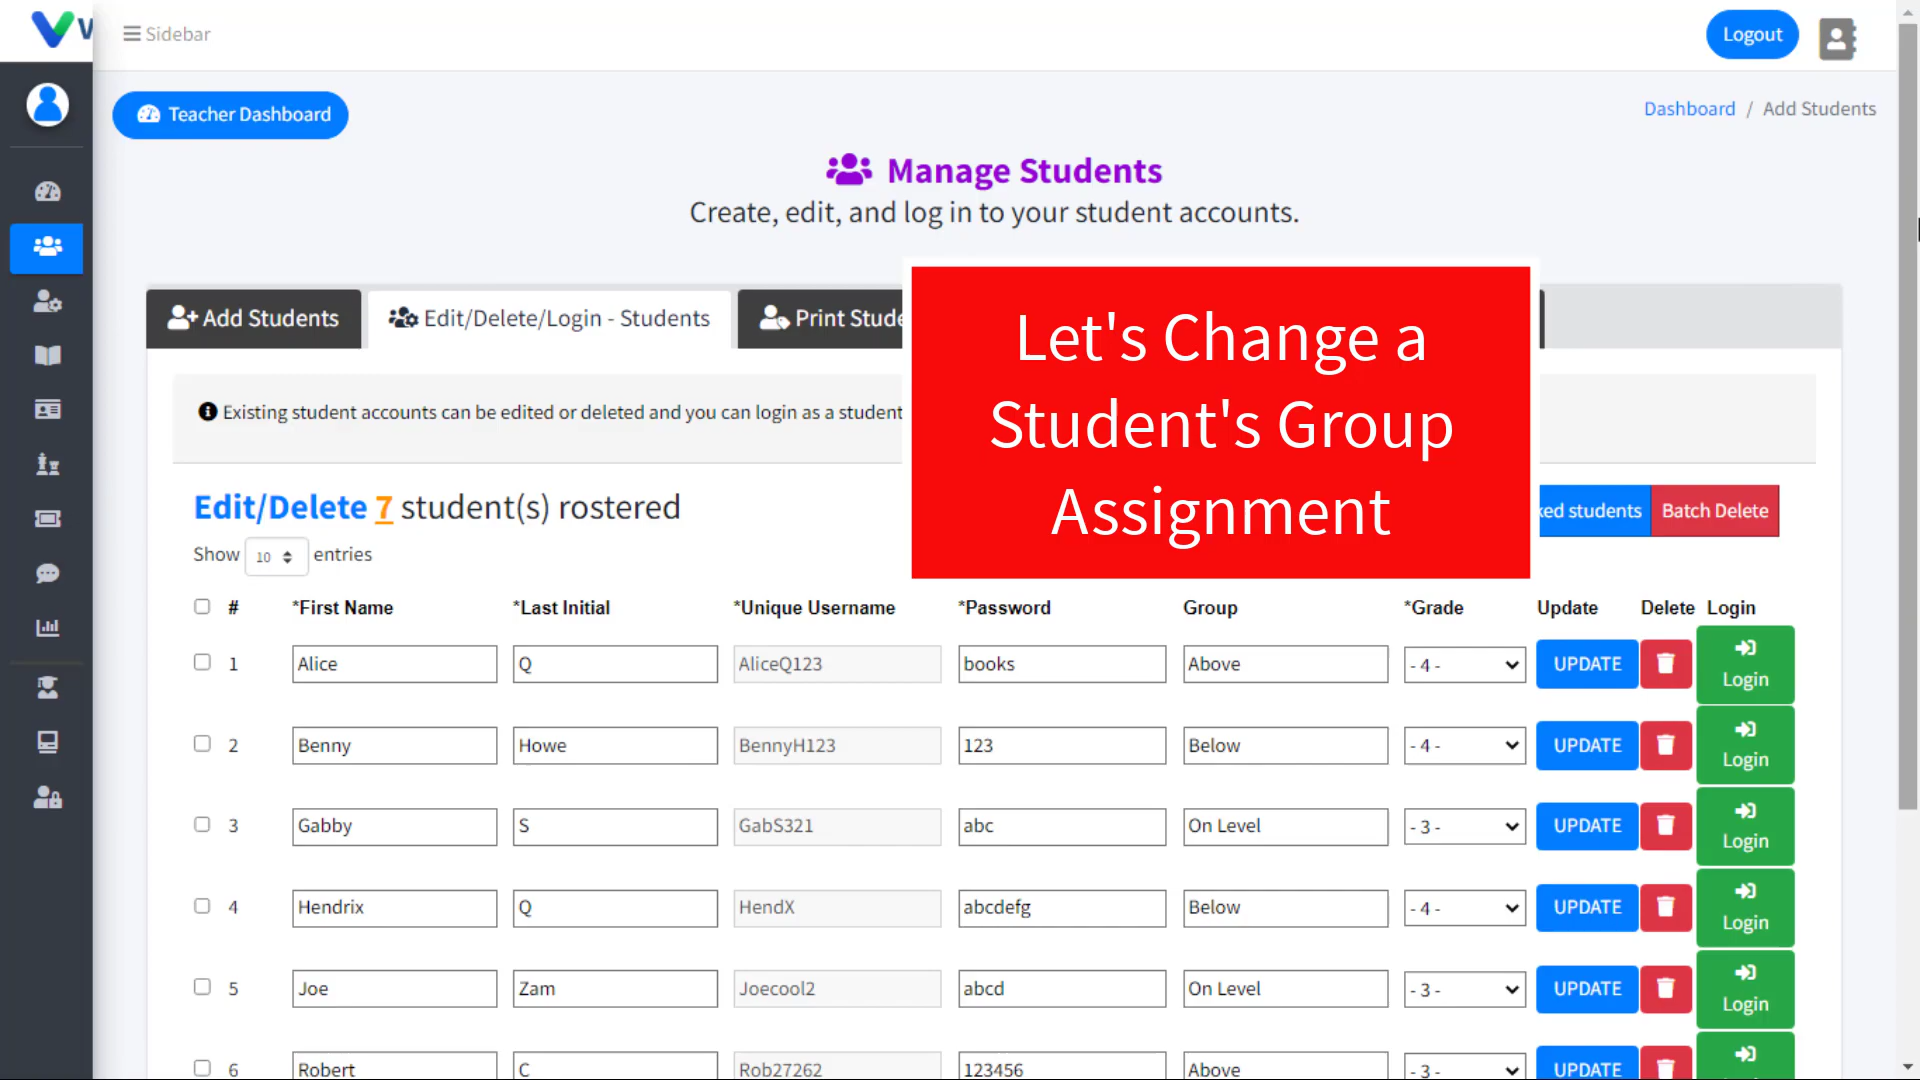 Sidebar
Logout
Teacher Dashboard
Dashboard / Add Students
Manage Students
Create, edit, and log in to your student accounts.
Add Students
Edit/Delete/Login - Students
Print
Let's Change a
Student's Group
Assignment
Existing student accounts can be edited or deleted and you can login as a student
Edit/Delete 7 student(s) rostered
students
Batch Delete
Show 10 entries
# *First Name *Last Initial *Unique Username *Password Group *Grade Update Delete Login
1 Alice Q AliceQ123 books Above - 4 - UPDATE Login
2 Benny Howe BennyH123 123 Below - 4 - UPDATE Login
3 Gabby S GabS321 abc On Level - 3 - UPDATE Login
4 Hendrix Q HendX abcdefg Below - 4 - UPDATE Login
5 Joe Zam Joecool2 abcd On Level - 3 - UPDATE Login
6 Robert C Rob27262 123456 Above - 3 - UPDATE